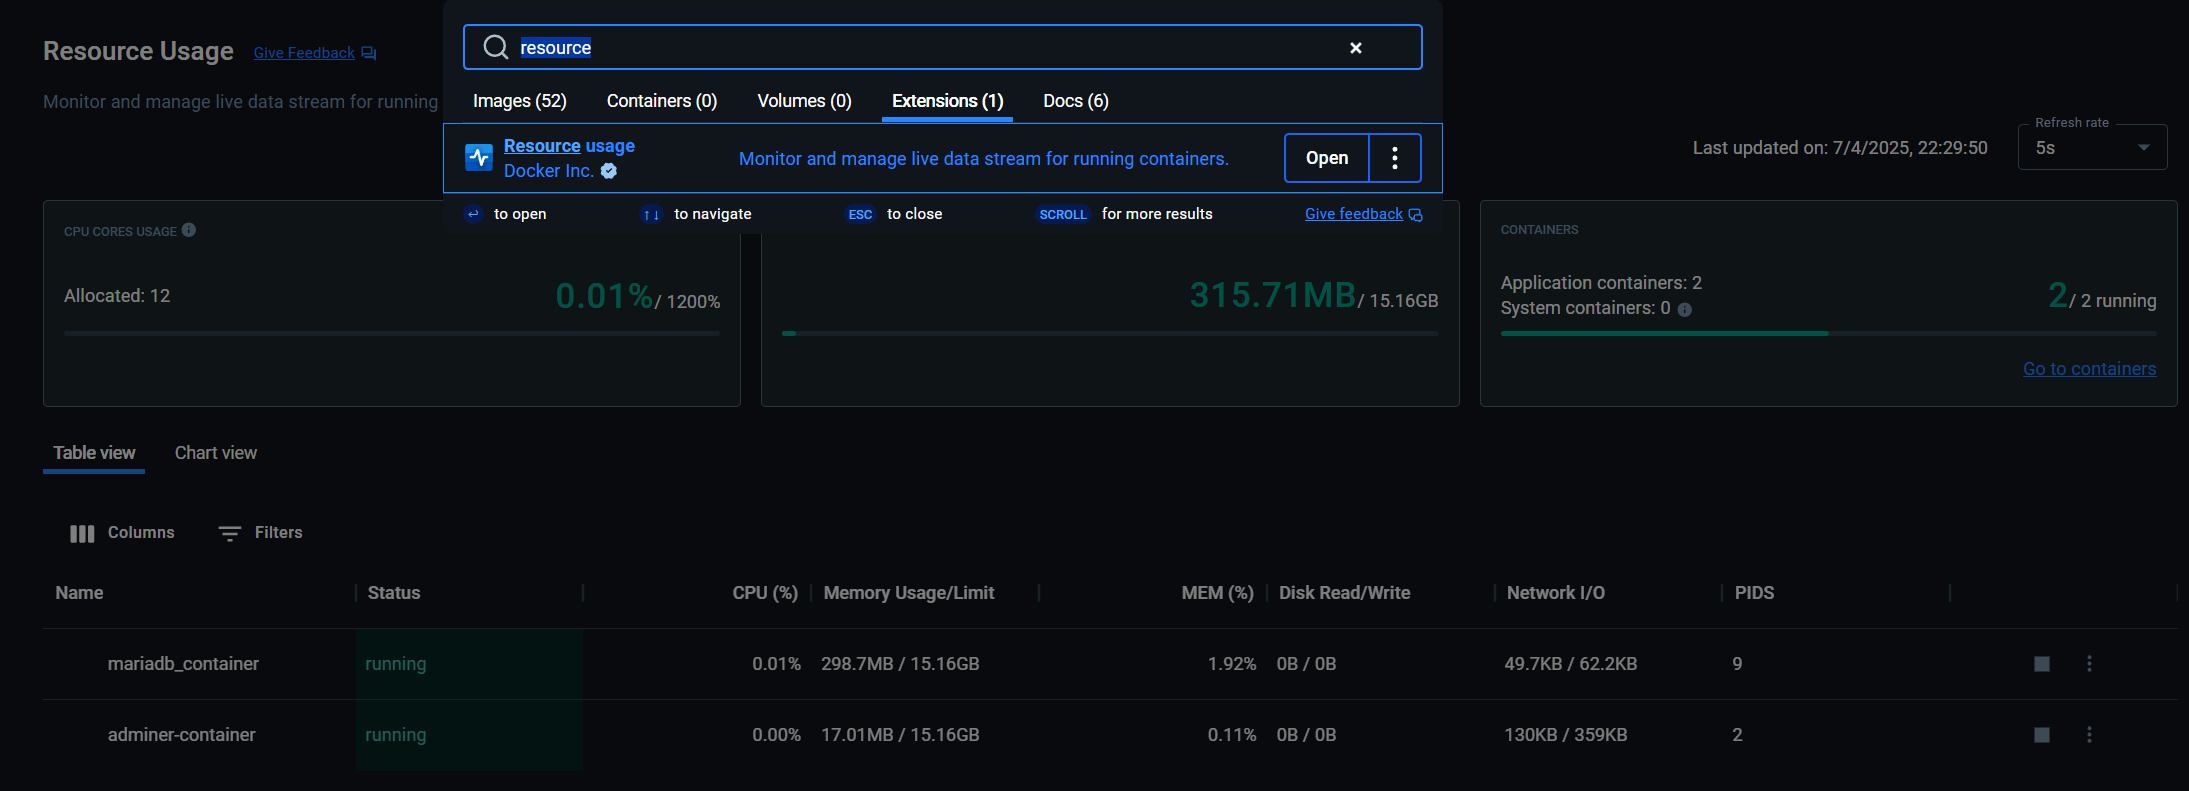 Resource Usage Give Feedback
Monitor and manage live data stream for running
resource
Images (52) Containers (0) Volumes (0) Extensions (1) Docs (6)
Resource usage
Docker Inc.
Monitor and manage live data stream for running containers.
Open
to open ↑↓ to navigate ESC to close SCROLL for more results Give feedback
Last updated on: 7/4/2025, 22:29:50
Refresh rate
5s
CPU CORES USAGE
Allocated: 12
0.01% / 1200%
315.71MB / 15.16GB
CONTAINERS
Application containers: 2
System containers: 0
2 / 2 running
Go to containers
Table view Chart view
Columns Filters
Name Status CPU (%) Memory Usage/Limit MEM (%) Disk Read/Write Network I/O PIDS
mariadb_container running 0.01% 298.7MB / 15.16GB 1.92% 0B / 0B 49.7KB / 62.2KB 9
adminer-container running 0.00% 17.01MB / 15.16GB 0.11% 0B / 0B 130KB / 359KB 2